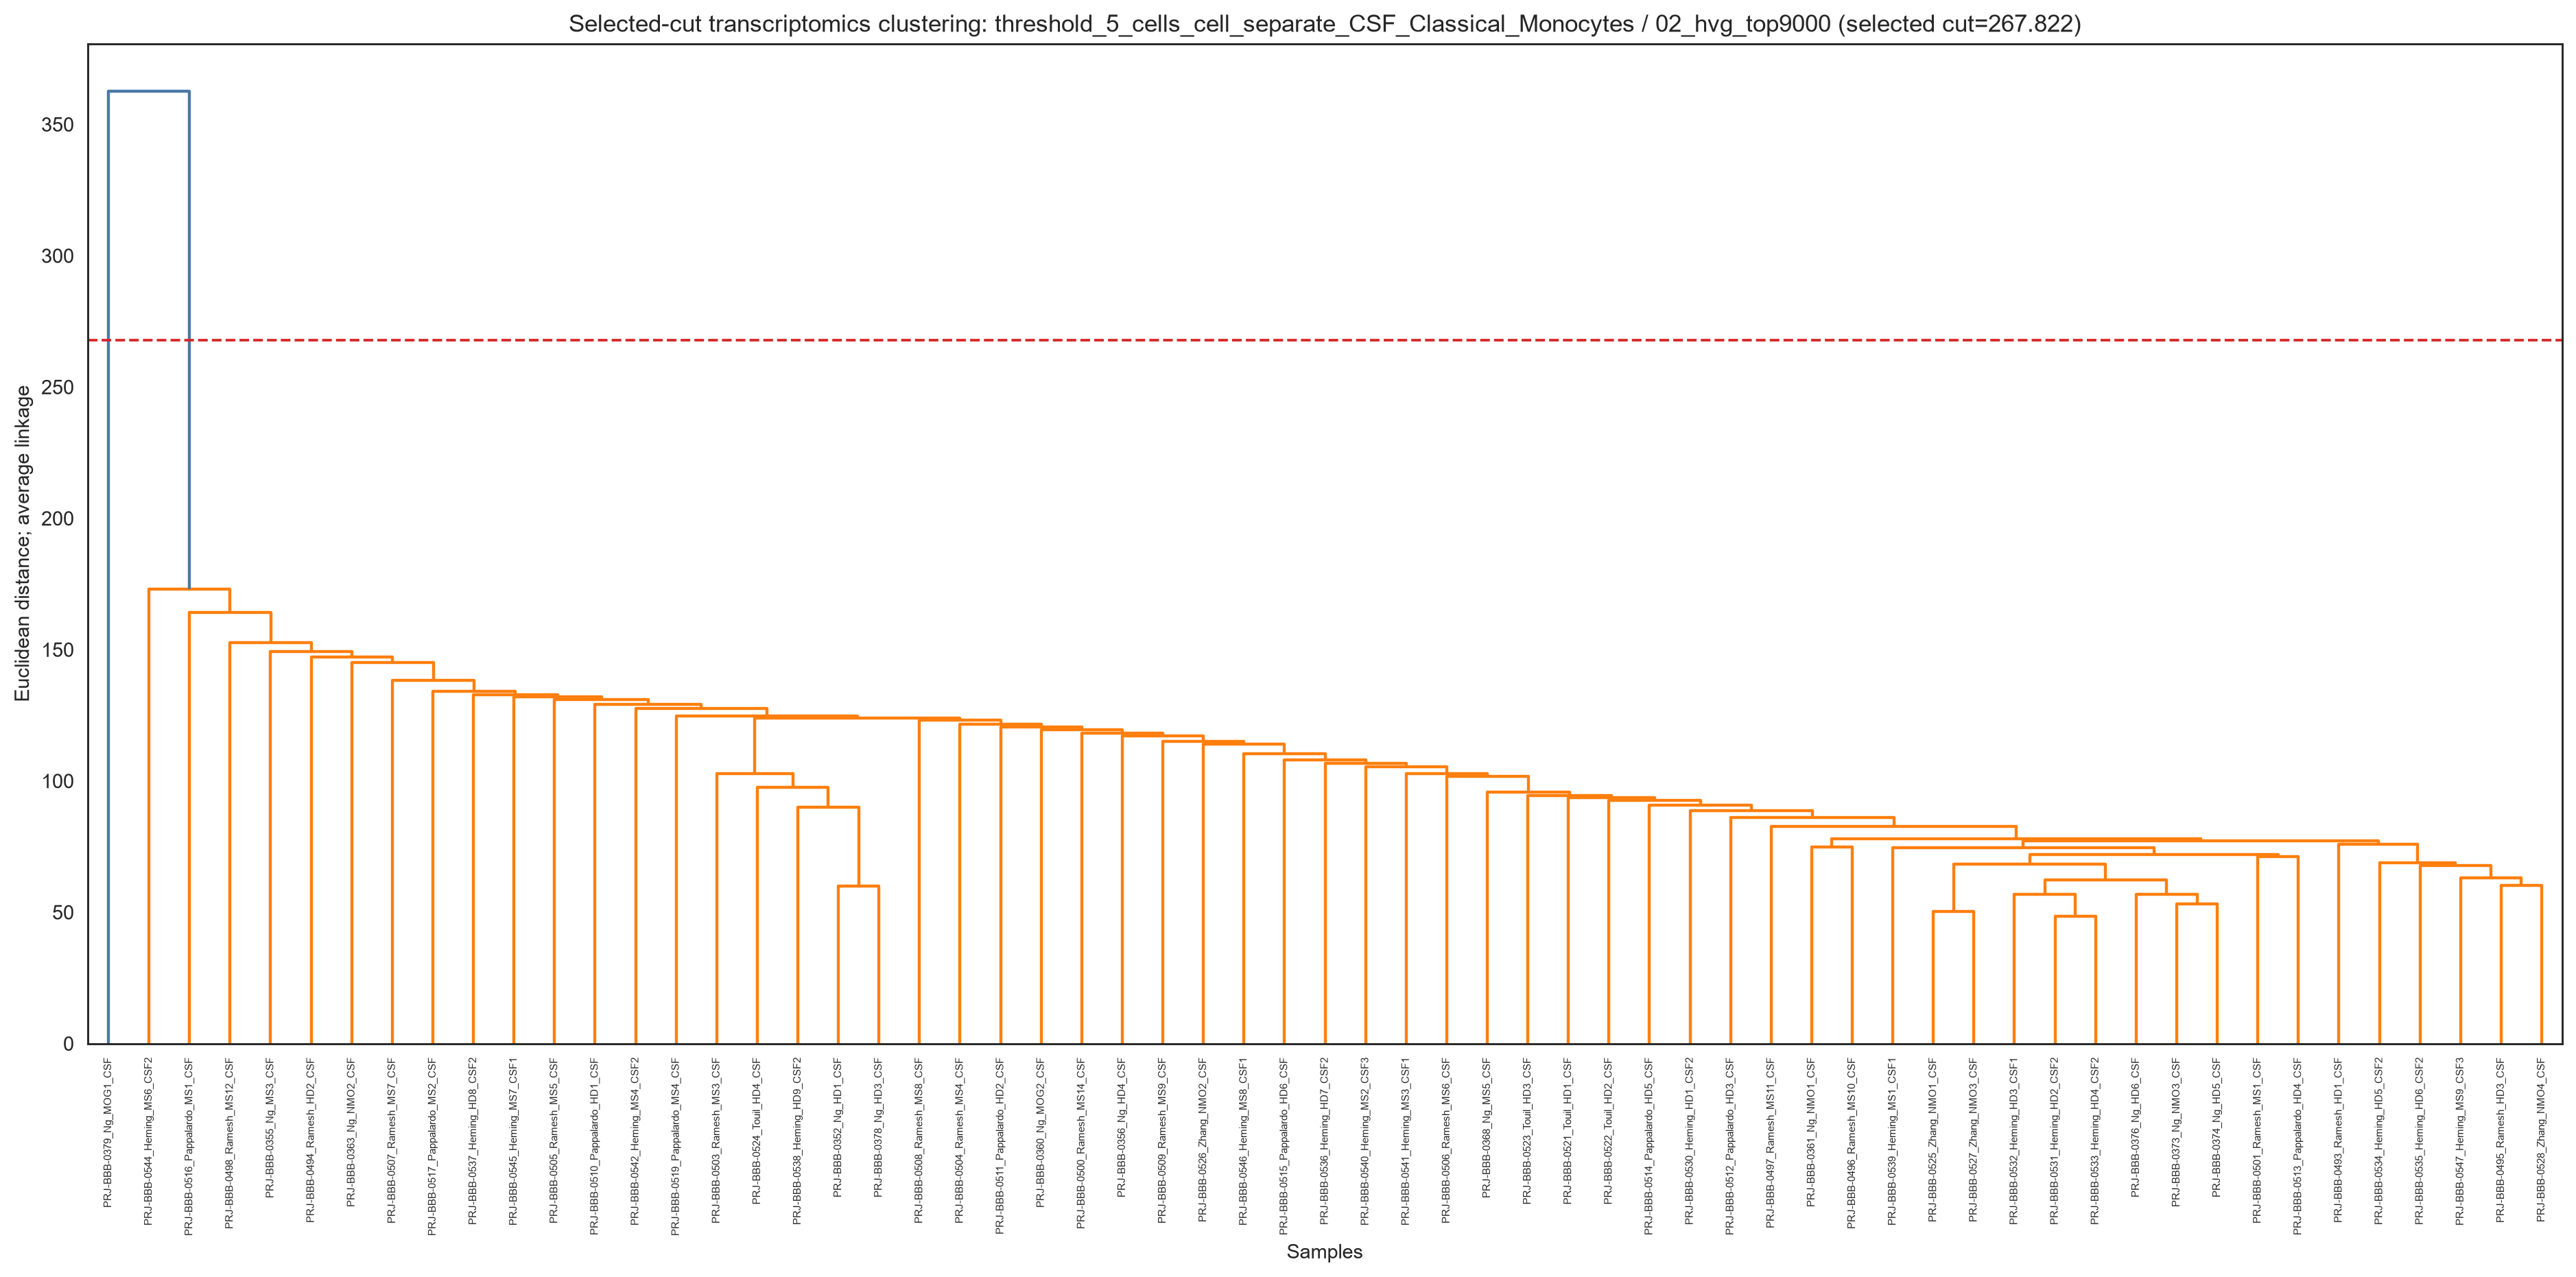 Selected-cut transcriptomics clustering: threshold_5_cells_cell_separate_CSF_Classical_Monocytes / 02_hvg_top9000 (selected cut=267.822)
Euclidean distance; average linkage
350
300
250
200
150
100
50
0
PRJ-BBB-0379_Ng_MOG1_CSF
PRJ-BBB-0544_Heming_MS6_CSF2
PRJ-BBB-0516_Pappalardo_MS1_CSF
PRJ-BBB-0498_Ramesh_MS12_CSF
PRJ-BBB-0355_Ng_MS3_CSF
PRJ-BBB-0494_Ramesh_HD2_CSF
PRJ-BBB-0363_Ng_NMO2_CSF
PRJ-BBB-0507_Ramesh_MS7_CSF
PRJ-BBB-0517_Pappalardo_MS2_CSF
PRJ-BBB-0537_Heming_HD8_CSF2
PRJ-BBB-0545_Heming_MS7_CSF1
PRJ-BBB-0505_Ramesh_MS5_CSF
PRJ-BBB-0510_Pappalardo_HD1_CSF
PRJ-BBB-0542_Heming_MS4_CSF2
PRJ-BBB-0519_Pappalardo_MS4_CSF
PRJ-BBB-0503_Ramesh_MS3_CSF
PRJ-BBB-0524_Touil_HD4_CSF
PRJ-BBB-0538_Heming_HD9_CSF2
PRJ-BBB-0352_Ng_HD1_CSF
PRJ-BBB-0378_Ng_HD3_CSF
PRJ-BBB-0508_Ramesh_MS8_CSF
PRJ-BBB-0504_Ramesh_MS4_CSF
PRJ-BBB-0511_Pappalardo_HD2_CSF
PRJ-BBB-0360_Ng_MOG2_CSF
PRJ-BBB-0500_Ramesh_MS14_CSF
PRJ-BBB-0356_Ng_HD4_CSF
PRJ-BBB-0509_Ramesh_MS9_CSF
PRJ-BBB-0526_Zhang_NMO2_CSF
PRJ-BBB-0546_Heming_MS8_CSF1
PRJ-BBB-0515_Pappalardo_HD6_CSF
PRJ-BBB-0536_Heming_HD7_CSF2
PRJ-BBB-0540_Heming_MS2_CSF3
PRJ-BBB-0541_Heming_MS3_CSF1
PRJ-BBB-0506_Ramesh_MS6_CSF
PRJ-BBB-0368_Ng_MS5_CSF
PRJ-BBB-0523_Touil_HD3_CSF
PRJ-BBB-0521_Touil_HD1_CSF
PRJ-BBB-0522_Touil_HD2_CSF
PRJ-BBB-0514_Pappalardo_HD5_CSF
PRJ-BBB-0530_Heming_HD1_CSF2
PRJ-BBB-0512_Pappalardo_HD3_CSF
PRJ-BBB-0497_Ramesh_MS11_CSF
PRJ-BBB-0361_Ng_NMO1_CSF
PRJ-BBB-0496_Ramesh_MS10_CSF
PRJ-BBB-0539_Heming_MS1_CSF1
PRJ-BBB-0525_Zhang_NMO1_CSF
PRJ-BBB-0527_Zhang_NMO3_CSF
PRJ-BBB-0532_Heming_HD3_CSF1
PRJ-BBB-0531_Heming_HD2_CSF2
PRJ-BBB-0533_Heming_HD4_CSF2
PRJ-BBB-0376_Ng_HD6_CSF
PRJ-BBB-0373_Ng_NMO3_CSF
PRJ-BBB-0374_Ng_HD5_CSF
PRJ-BBB-0501_Ramesh_MS1_CSF
PRJ-BBB-0513_Pappalardo_HD4_CSF
PRJ-BBB-0493_Ramesh_HD1_CSF
PRJ-BBB-0534_Heming_HD5_CSF2
PRJ-BBB-0535_Heming_HD6_CSF2
PRJ-BBB-0547_Heming_MS9_CSF3
PRJ-BBB-0495_Ramesh_HD3_CSF
PRJ-BBB-0528_Zhang_NMO4_CSF
Samples